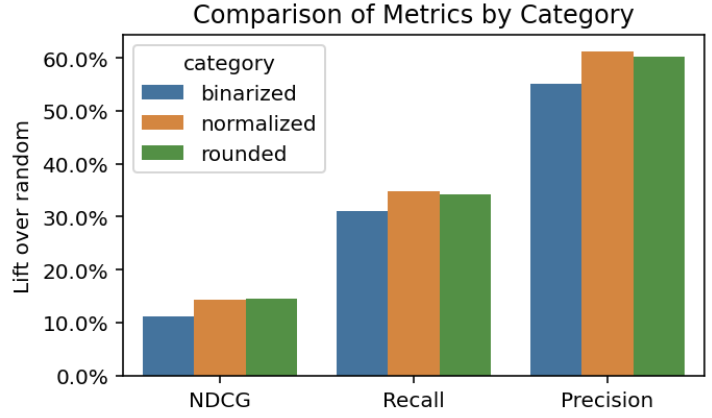 Comparison of Metrics by Category
Lift over random
60.0%
50.0%
40.0%
30.0%
20.0%
10.0%
0.0%
category
binarized
normalized
rounded
NDCG Recall Precision